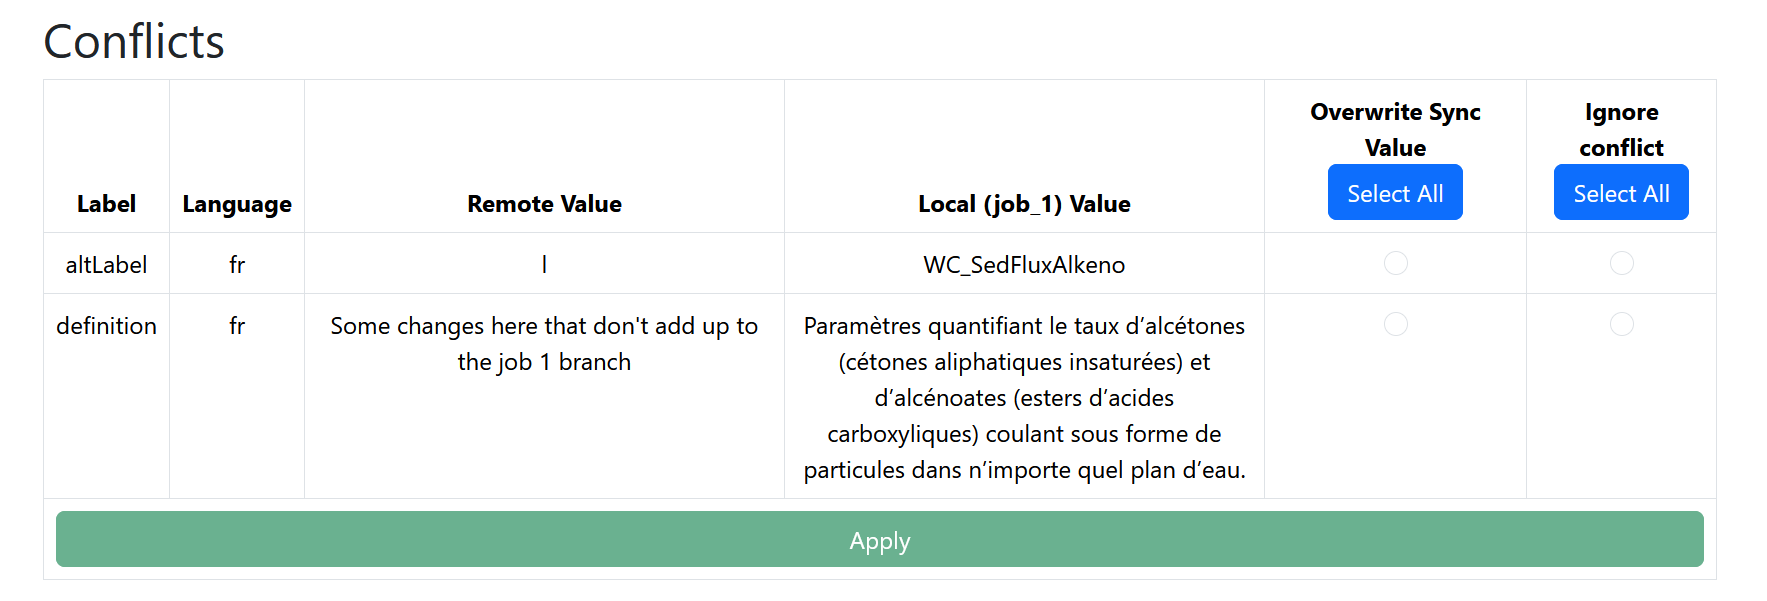 Conflicts
Label
Language
Remote Value
Local (job_1) Value
Overwrite Sync
Value
Select All
Ignore
conflict
Select All
altLabel
fr
l
WC_SedFluxAlkeno
definition
fr
Some changes here that don't add up to
the job 1 branch
Paramètres quantifiant le taux d’alcétones
(cétones aliphatiques insaturées) et
d’alcénoates (esters d’acides
carboxyliques) coulant sous forme de
particules dans n’importe quel plan d’eau.
Apply